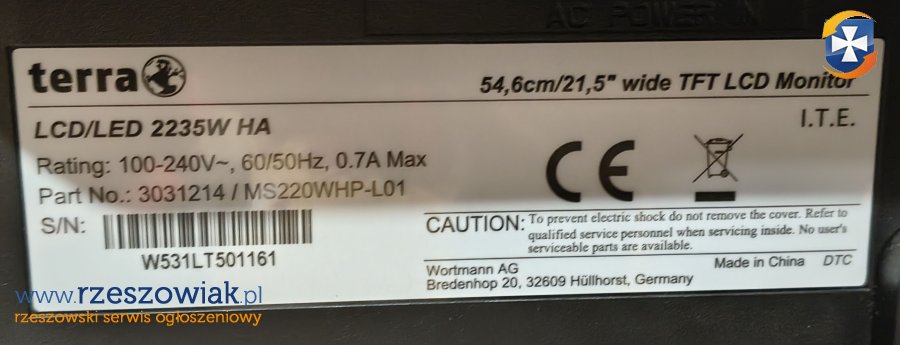 AC POWER
terra
54,6cm/21,5" wide TFT LCD Monitor
LCD/LED 2235W HA
I.T.E.
Rating: 100-240V~, 60/50Hz, 0.7A Max
Part No.: 3031214 / MS220WHP-L01
S/N:
W531LT501161
CE
CAUTION: To prevent electric shock do not remove the cover. Refer to
qualified service personnel when servicing inside. No user's
serviceable parts are available.
Wortmann AG
Bredenhop 20, 32609 Hüllhorst, Germany
Made in China DTC
www.rzeszowiak.pl
rzeszowski serwis ogłoszeniowy